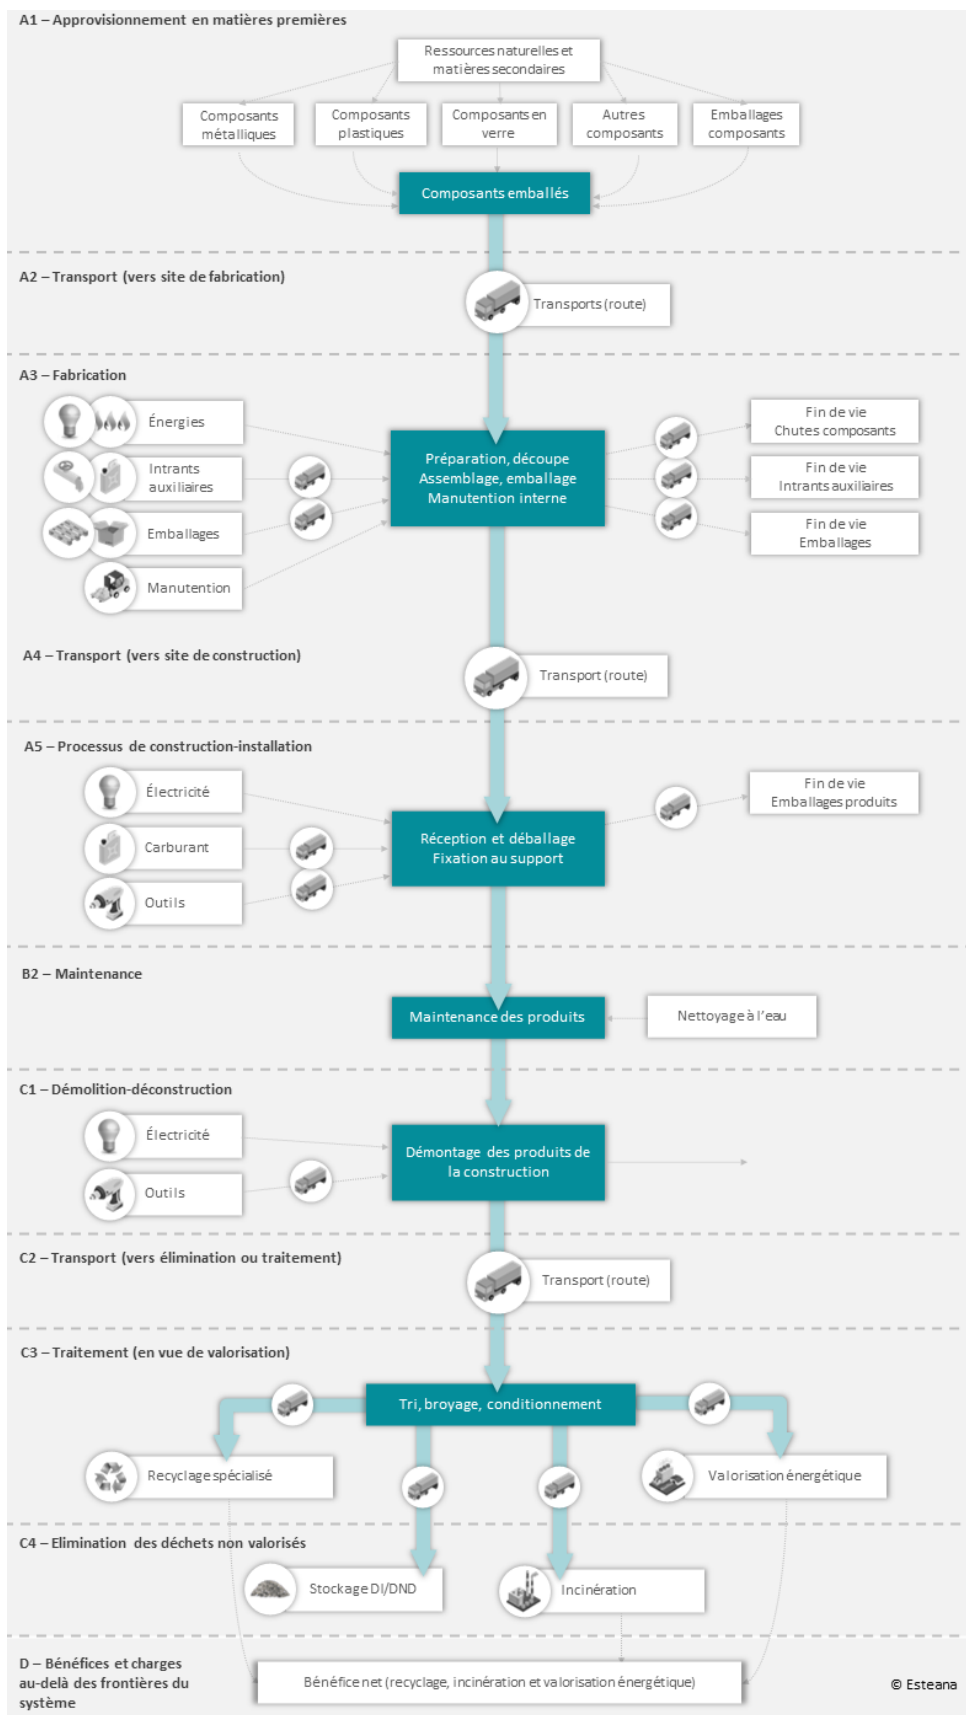 A1 – Approvisionnement en matières premières
Ressources naturelles et
matières secondaires
Composants
métalliques
Composants
plastiques
Composants en
verre
Autres
composants
Emballages
composants
Composants emballés
A2 – Transport (vers site de fabrication)
Transports (route)
A3 – Fabrication
Énergies
Intrants
auxiliaires
Emballages
Manutention
Préparation, découpe
Assemblage, emballage
Manutention interne
Fin de vie
Chutes composants
Fin de vie
Intrants auxiliaires
Fin de vie
Emballages
A4 – Transport (vers site de construction)
Transport (route)
A5 – Processus de construction-installation
Électricité
Carburant
Outils
Réception et déballage
Fixation au support
Fin de vie
Emballages produits
B2 – Maintenance
Maintenance des produits
Nettoyage à l’eau
C1 – Démolition-déconstruction
Électricité
Outils
Démontage des produits de
la construction
C2 – Transport (vers élimination ou traitement)
Transport (route)
C3 – Traitement (en vue de valorisation)
Tri, broyage, conditionnement
Recyclage spécialisé
Valorisation énergétique
C4 – Elimination des déchets non valorisés
Stockage DI/DND
Incinération
D – Bénéfices et charges
au-delà des frontières du
système
Bénéfice net (recyclage, incinération et valorisation énergétique)
© Esteana